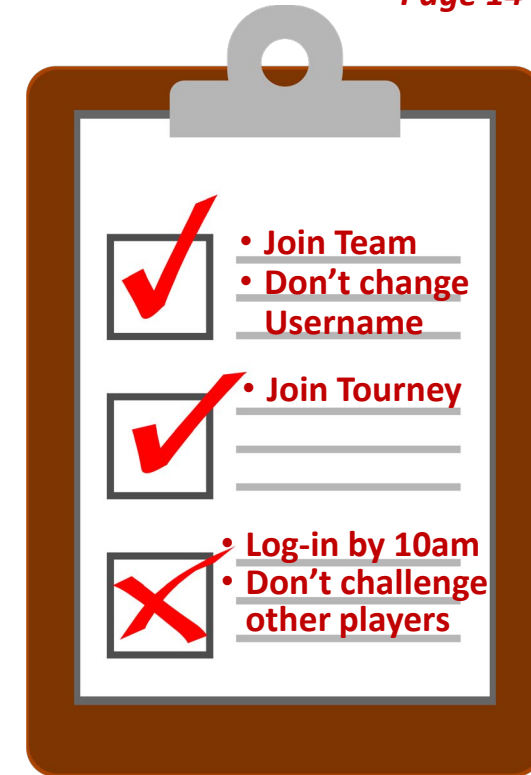 Page 14
• Join Team
• Don’t change
Username
• Join Tourney
• Log-in by 10am
• Don’t challenge
other players